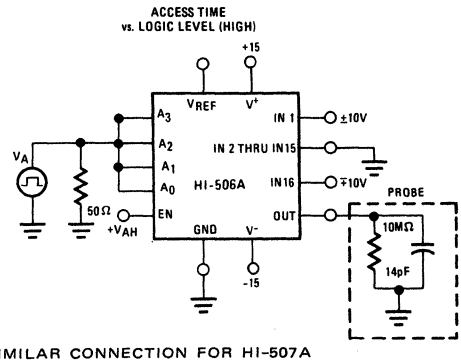 ACCESS TIME
vs. LOGIC LEVEL (HIGH)
+15
VREF
V+
A3
A2
A1
A0
EN
VA
50Ω
+VAH
HI-506A
IN 1
±10V
IN 2 THRU IN15
IN16
∓10V
OUT
GND
V-
-15
PROBE
10MΩ
14pF
IMILAR CONNECTION FOR HI-507A